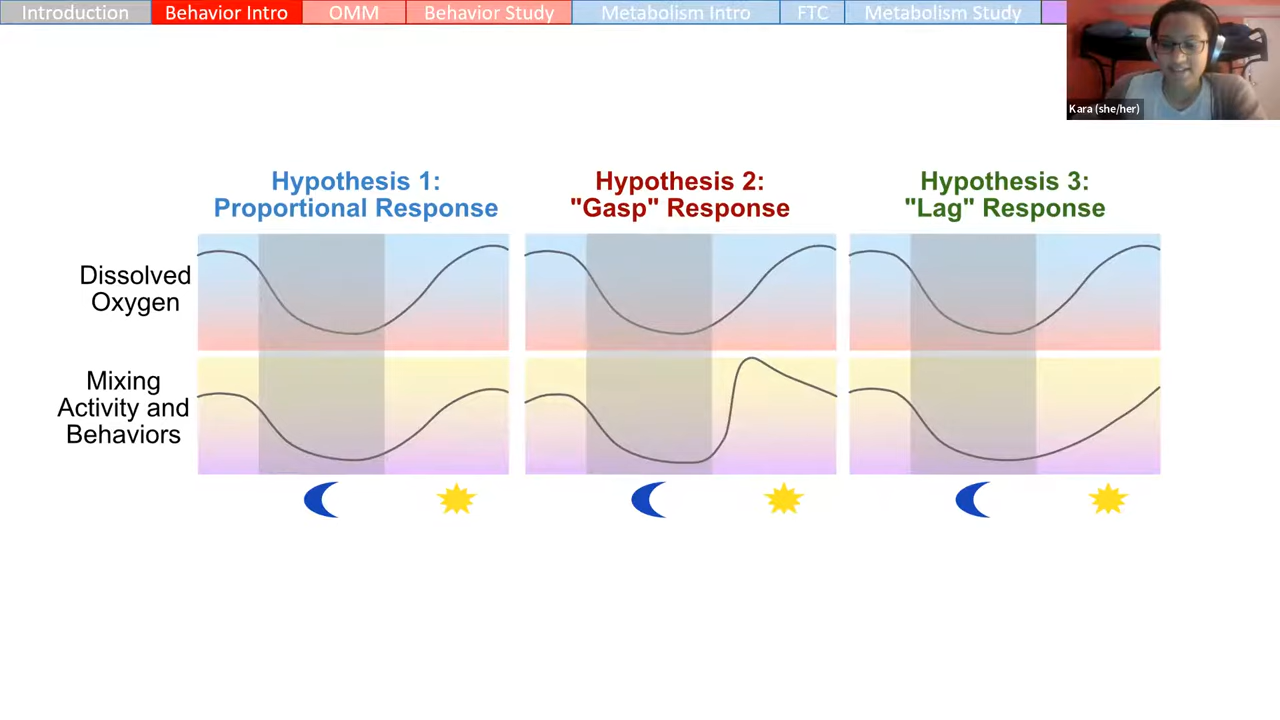 Introduction
Behavior Intro
OMM
Behavior Study
Metabolism Intro
FTC
Metabolism Study
Kara (she/her)
Hypothesis 1:
Proportional Response
Hypothesis 2:
"Gasp" Response
Hypothesis 3:
"Lag" Response
Dissolved
Oxygen
Mixing
Activity and
Behaviors